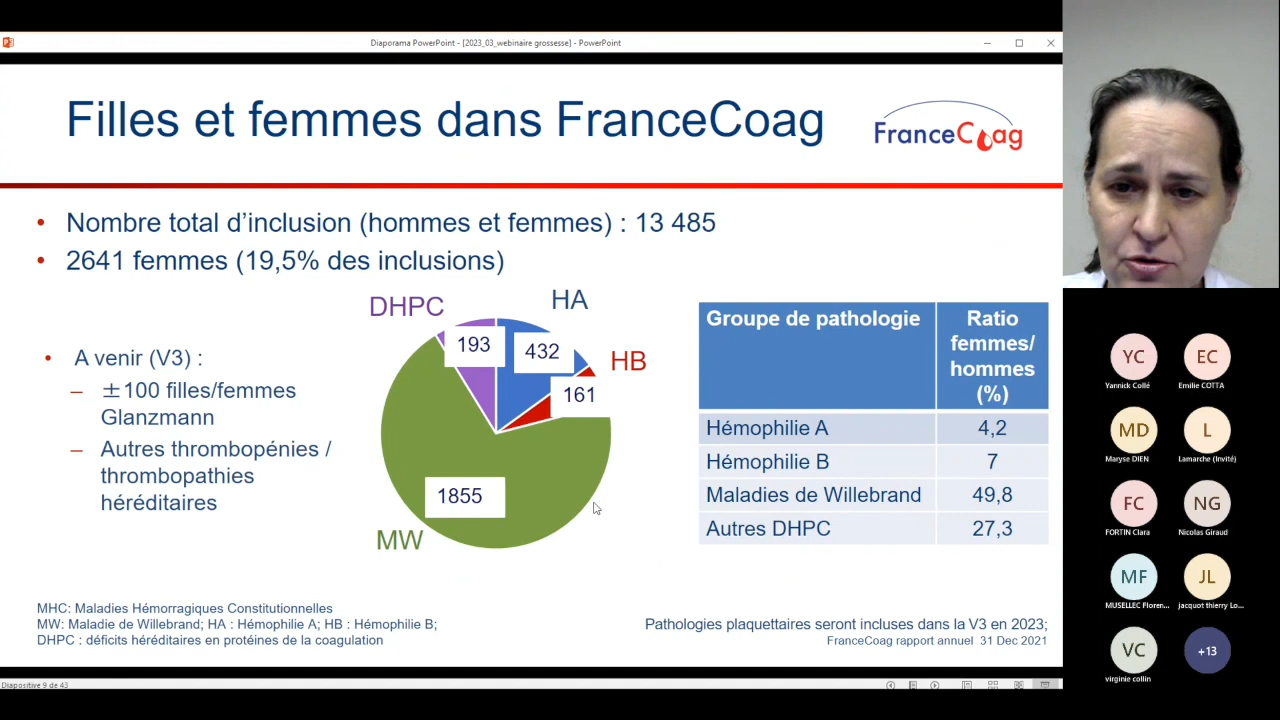 Diaporama PowerPoint - [2023_03_webinaire grossesse] - PowerPoint
Filles et femmes dans FranceCoag
FranceCoag
• Nombre total d'inclusion (hommes et femmes) : 13 485
• 2641 femmes (19,5% des inclusions)
• A venir (V3) :
– ±100 filles/femmes
Glanzmann
– Autres thrombopénies /
thrombopathies
héréditaires
DHPC
HA
HB
MW
193
432
161
1855
Groupe de pathologie
Ratio
femmes/
hommes
(%)
Hémophilie A 4,2
Hémophilie B 7
Maladies de Willebrand 49,8
Autres DHPC 27,3
MHC: Maladies Hémorragiques Constitutionnelles
MW: Maladie de Willebrand; HA : Hémophilie A; HB : Hémophilie B;
DHPC : déficits héréditaires en protéines de la coagulation
Pathologies plaquettaires seront incluses dans la V3 en 2023;
FranceCoag rapport annuel 31 Dec 2021
Diapositive 9 de 43
YC
Yannick Collé
EC
Emilie COTTA
MD
Maryse DIEN
L
Lamarche (Invité)
FC
FORTIN Clara
NG
Nicolas Giraud
MF
MUSELLEC Floren...
JL
jacquot thierry Lo...
VC
virginie collin
+13